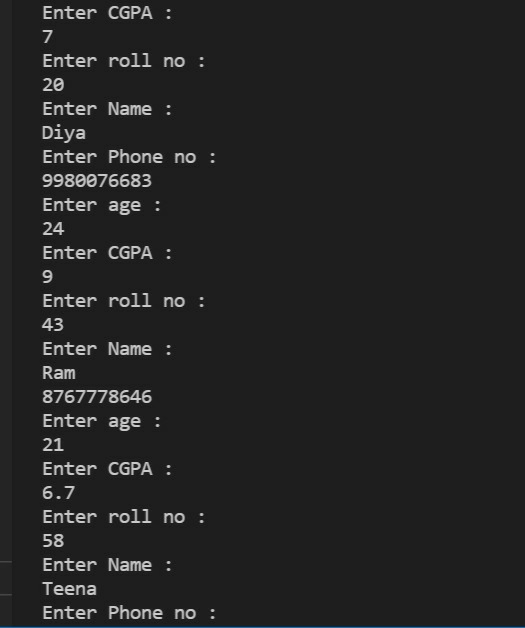 Enter CGPA :
7
Enter roll no :
20
Enter Name :
Diya
Enter Phone no :
9980076683
Enter age :
24
Enter CGPA :
9
Enter roll no :
43
Enter Name :
Ram
8767778646
Enter age :
21
Enter CGPA :
6.7
Enter roll no :
58
Enter Name :
Teena
Enter Phone no :